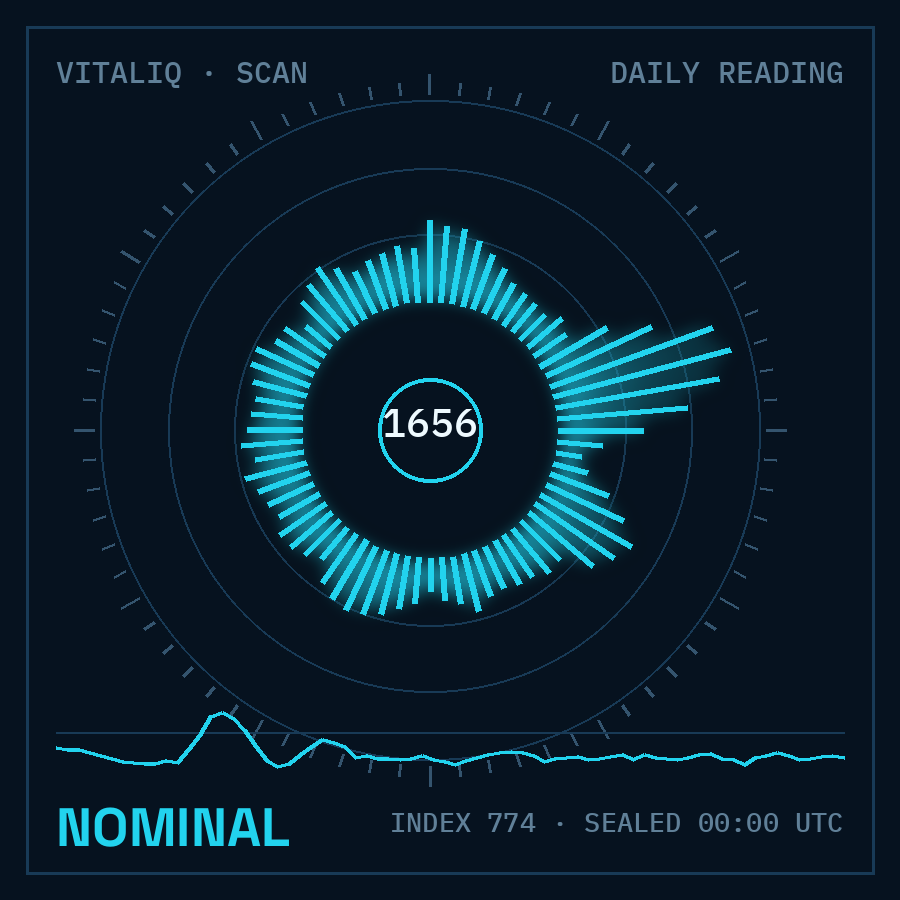 VITALIQ · SCAN
DAILY READING
1656
NOMINAL
INDEX 774 · SEALED 00:00 UTC